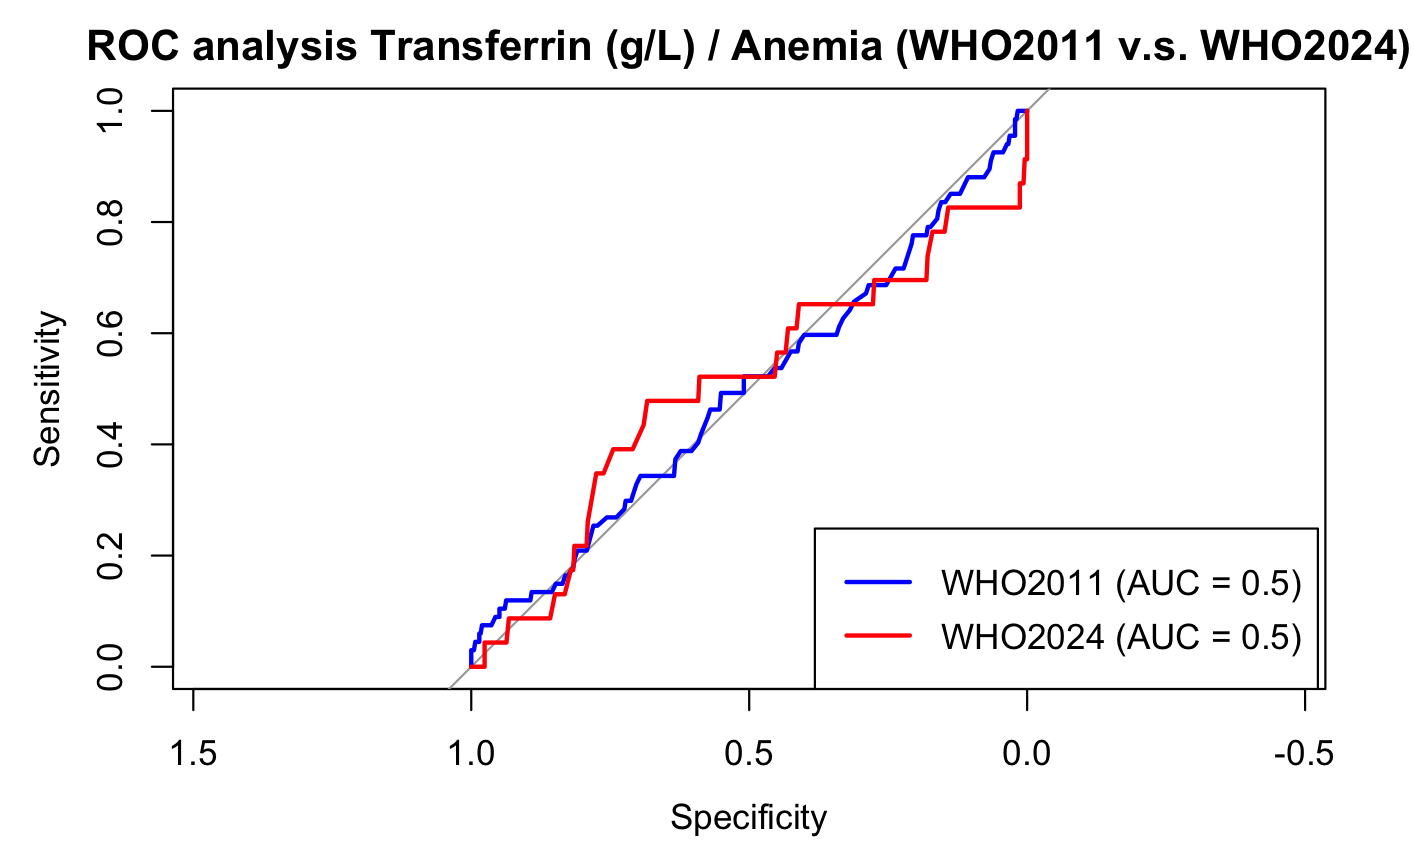 ROC analysis Transferrin (g/L) / Anemia (WHO2011 v.s. WHO2024)
Sensitivity
1.0
0.8
0.6
0.4
0.2
0.0
WHO2011 (AUC = 0.5)
WHO2024 (AUC = 0.5)
1.5 1.0 0.5 0.0 -0.5
Specificity